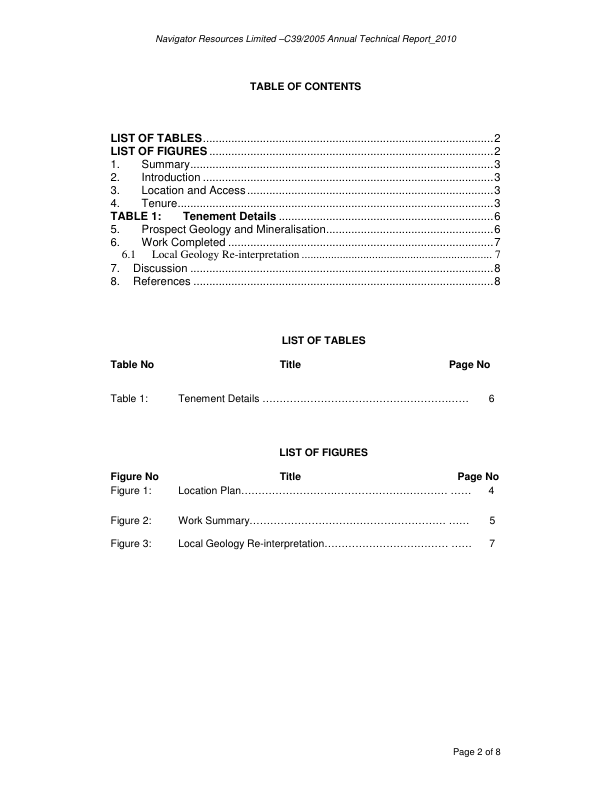 Navigator Resources Limited –C39/2005 Annual Technical Report_2010
TABLE OF CONTENTS
LIST OF TABLES....................................................................................................2
LIST OF FIGURES..................................................................................................2
1. Summary..............................................................................................................3
2. Introduction..........................................................................................................3
3. Location and Access............................................................................................3
4. Tenure..................................................................................................................3
TABLE 1: Tenement Details.....................................................................................6
5. Prospect Geology and Mineralisation...................................................................6
6. Work Completed..................................................................................................7
6.1 Local Geology Re-interpretation.........................................................................7
7. Discussion............................................................................................................8
8. References...........................................................................................................8
LIST OF TABLES
Table No Title Page No
Table 1: Tenement Details …………………………………………………… 6
LIST OF FIGURES
Figure No Title Page No
Figure 1: Location Plan…………………………………………………… …… 4
Figure 2: Work Summary………………………………………………… …… 5
Figure 3: Local Geology Re-interpretation……………………………… …… 7
Page 2 of 8